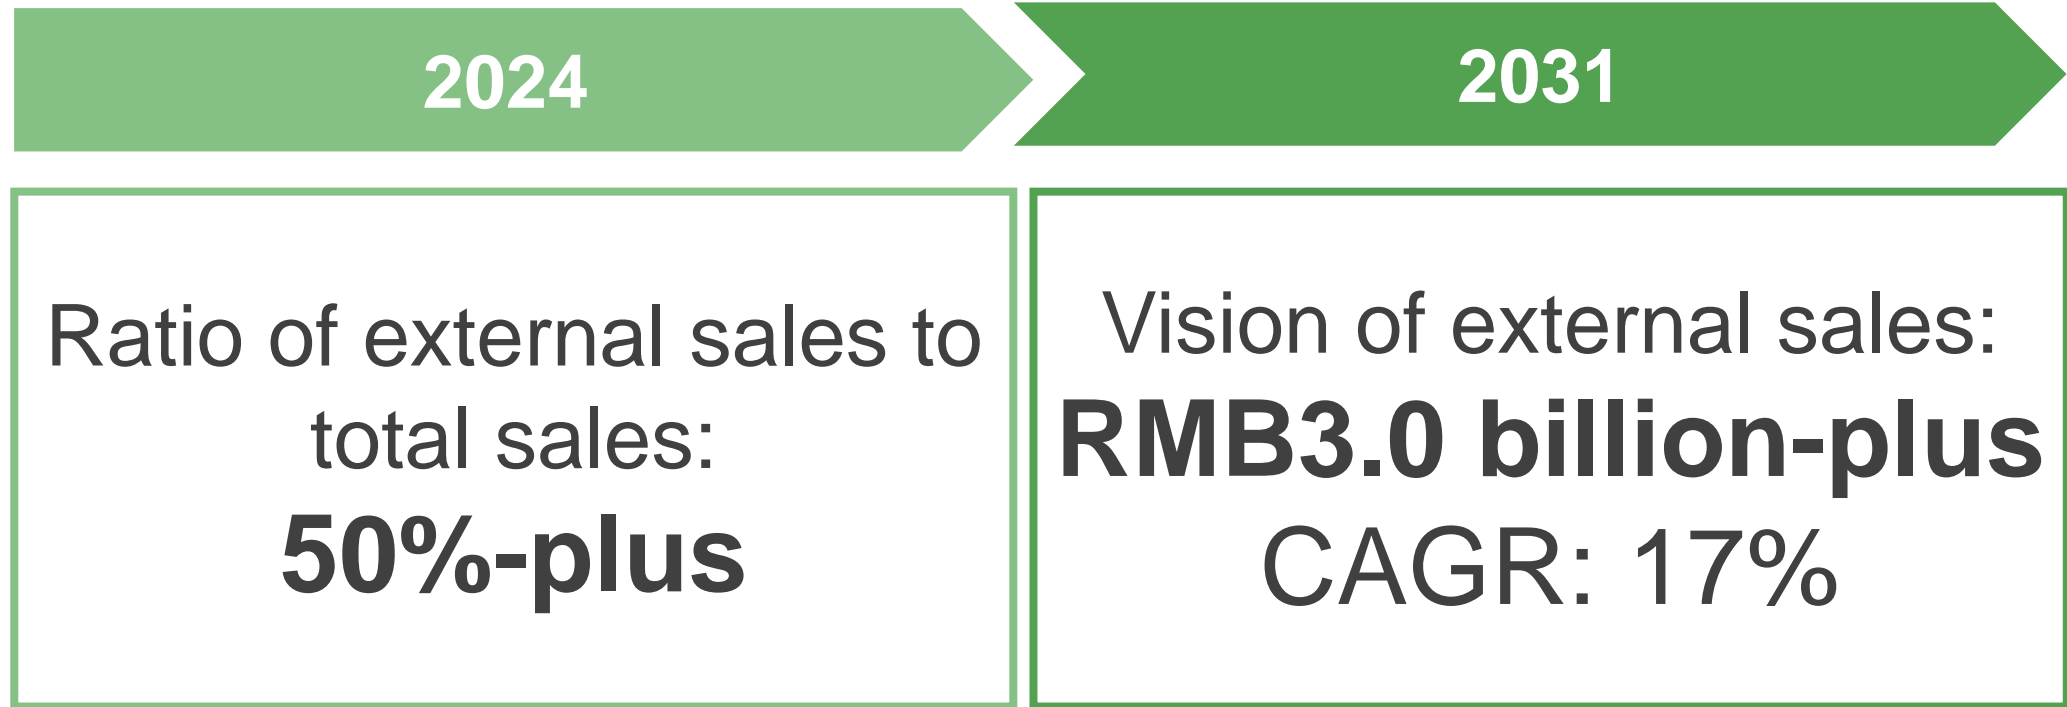 2024
Ratio of external sales to
total sales:
50%-plus
2031
Vision of external sales:
RMB3.0 billion-plus
CAGR: 17%